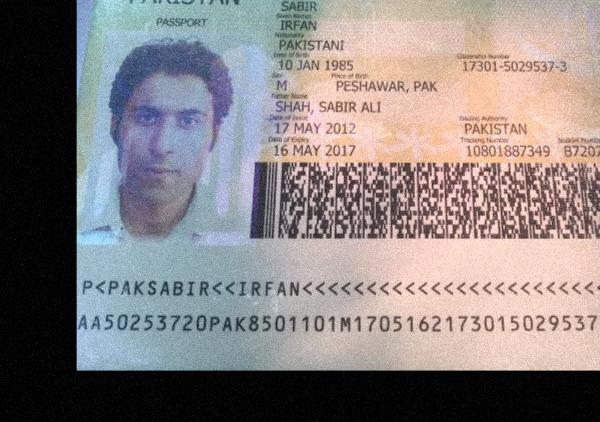 PAKISTAN
PASSPORT
SABIR
Given Names
IRFAN
Nationality
PAKISTANI
Date of Birth Citizenship Number
10 JAN 1985 17301-5029537-3
Sex Place of Birth
M PESHAWAR, PAK
Father Name
SHAH, SABIR ALI
Date of Issue Issuing Authority
17 MAY 2012 PAKISTAN
Date of Expiry Tracking Number
16 MAY 2017 10801887349 B7207
P<PAKSABIR<<IRFAN<<<<<<<<<<<<<<<<<<<<<<<
AA50253720PAK8501101M1705162173015029537